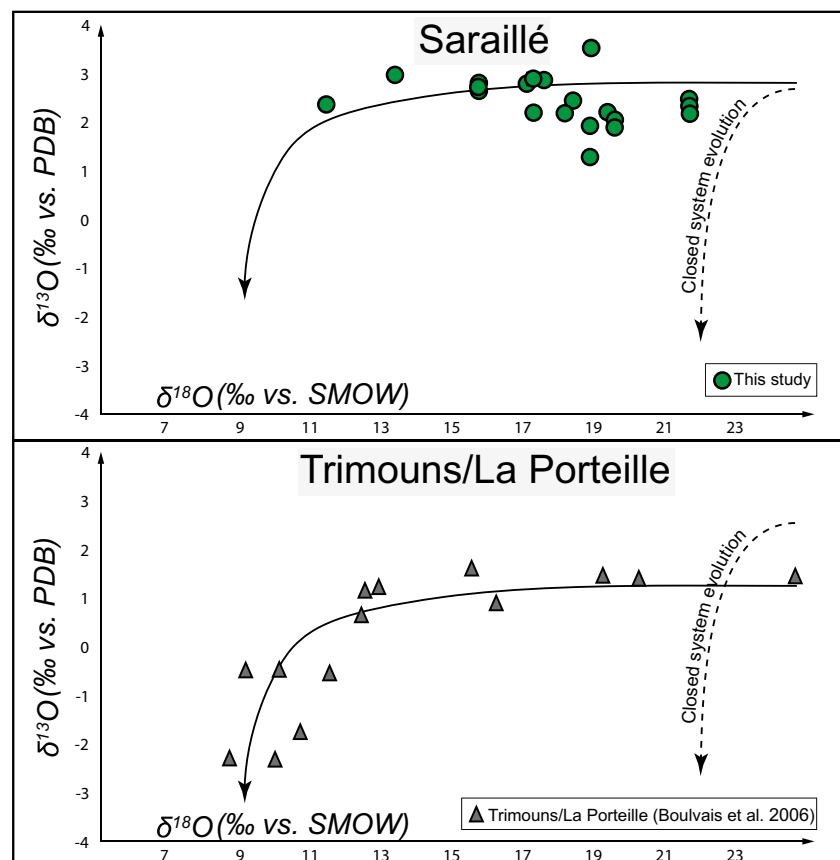 Saraillé
4
3
2
1
0
-1
-2
-3
-4
δ¹³O(‰ vs. PDB)
Closed system evolution
This study
δ¹⁸O(‰ vs. SMOW)
7 9 11 13 15 17 19 21 23
Trimouns/La Porteille
4
3
2
1
0
-1
-2
-3
-4
δ¹³O(‰ vs. PDB)
Closed system evolution
Trimouns/La Porteille (Boulvais et al. 2006)
δ¹⁸O(‰ vs. SMOW)
7 9 11 13 15 17 19 21 23